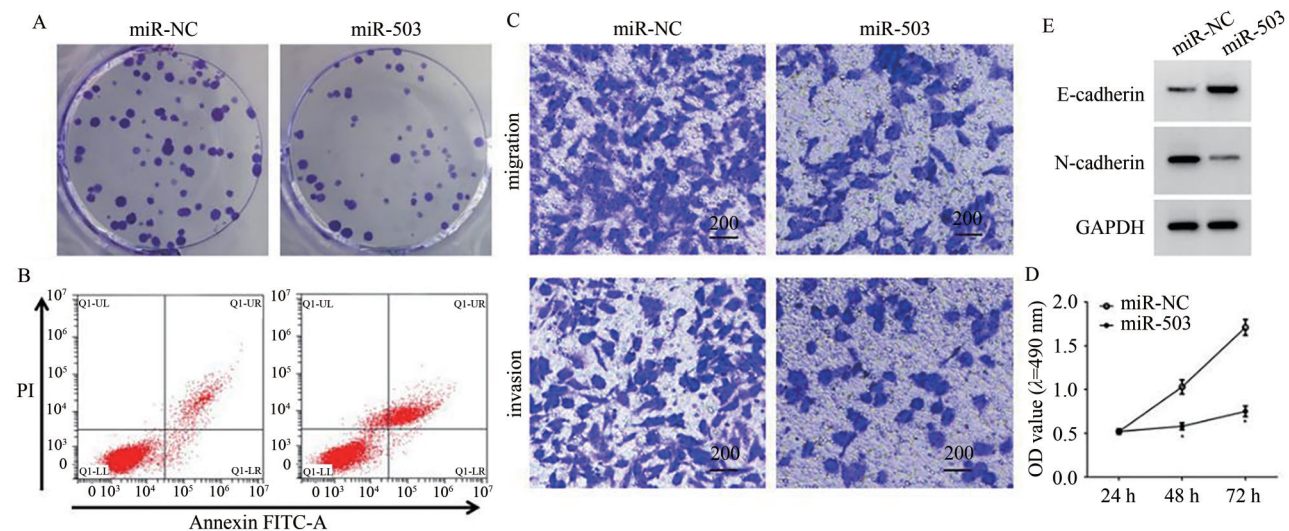 A
miR-NC
miR-503
C
miR-NC
miR-503
migration
200
200
invasion
200
200
E
miR-NC
miR-503
E-cadherin
N-cadherin
GAPDH
B
PI
10⁷
10⁶
10⁵
10⁴
10³
0
Q1-UL
Q1-UR
Q1-LL
Q1-LR
0 10³ 10⁴ 10⁵ 10⁶ 10⁷
10⁷
10⁶
10⁵
10⁴
10³
0
Q1-UL
Q1-UR
Q1-LL
Q1-LR
0 10³ 10⁴ 10⁵ 10⁶ 10⁷
Annexin FITC-A
D
OD value (λ=490 nm)
2.0
1.5
1.0
0.5
0.0
miR-NC
miR-503
*
*
24 h 48 h 72 h